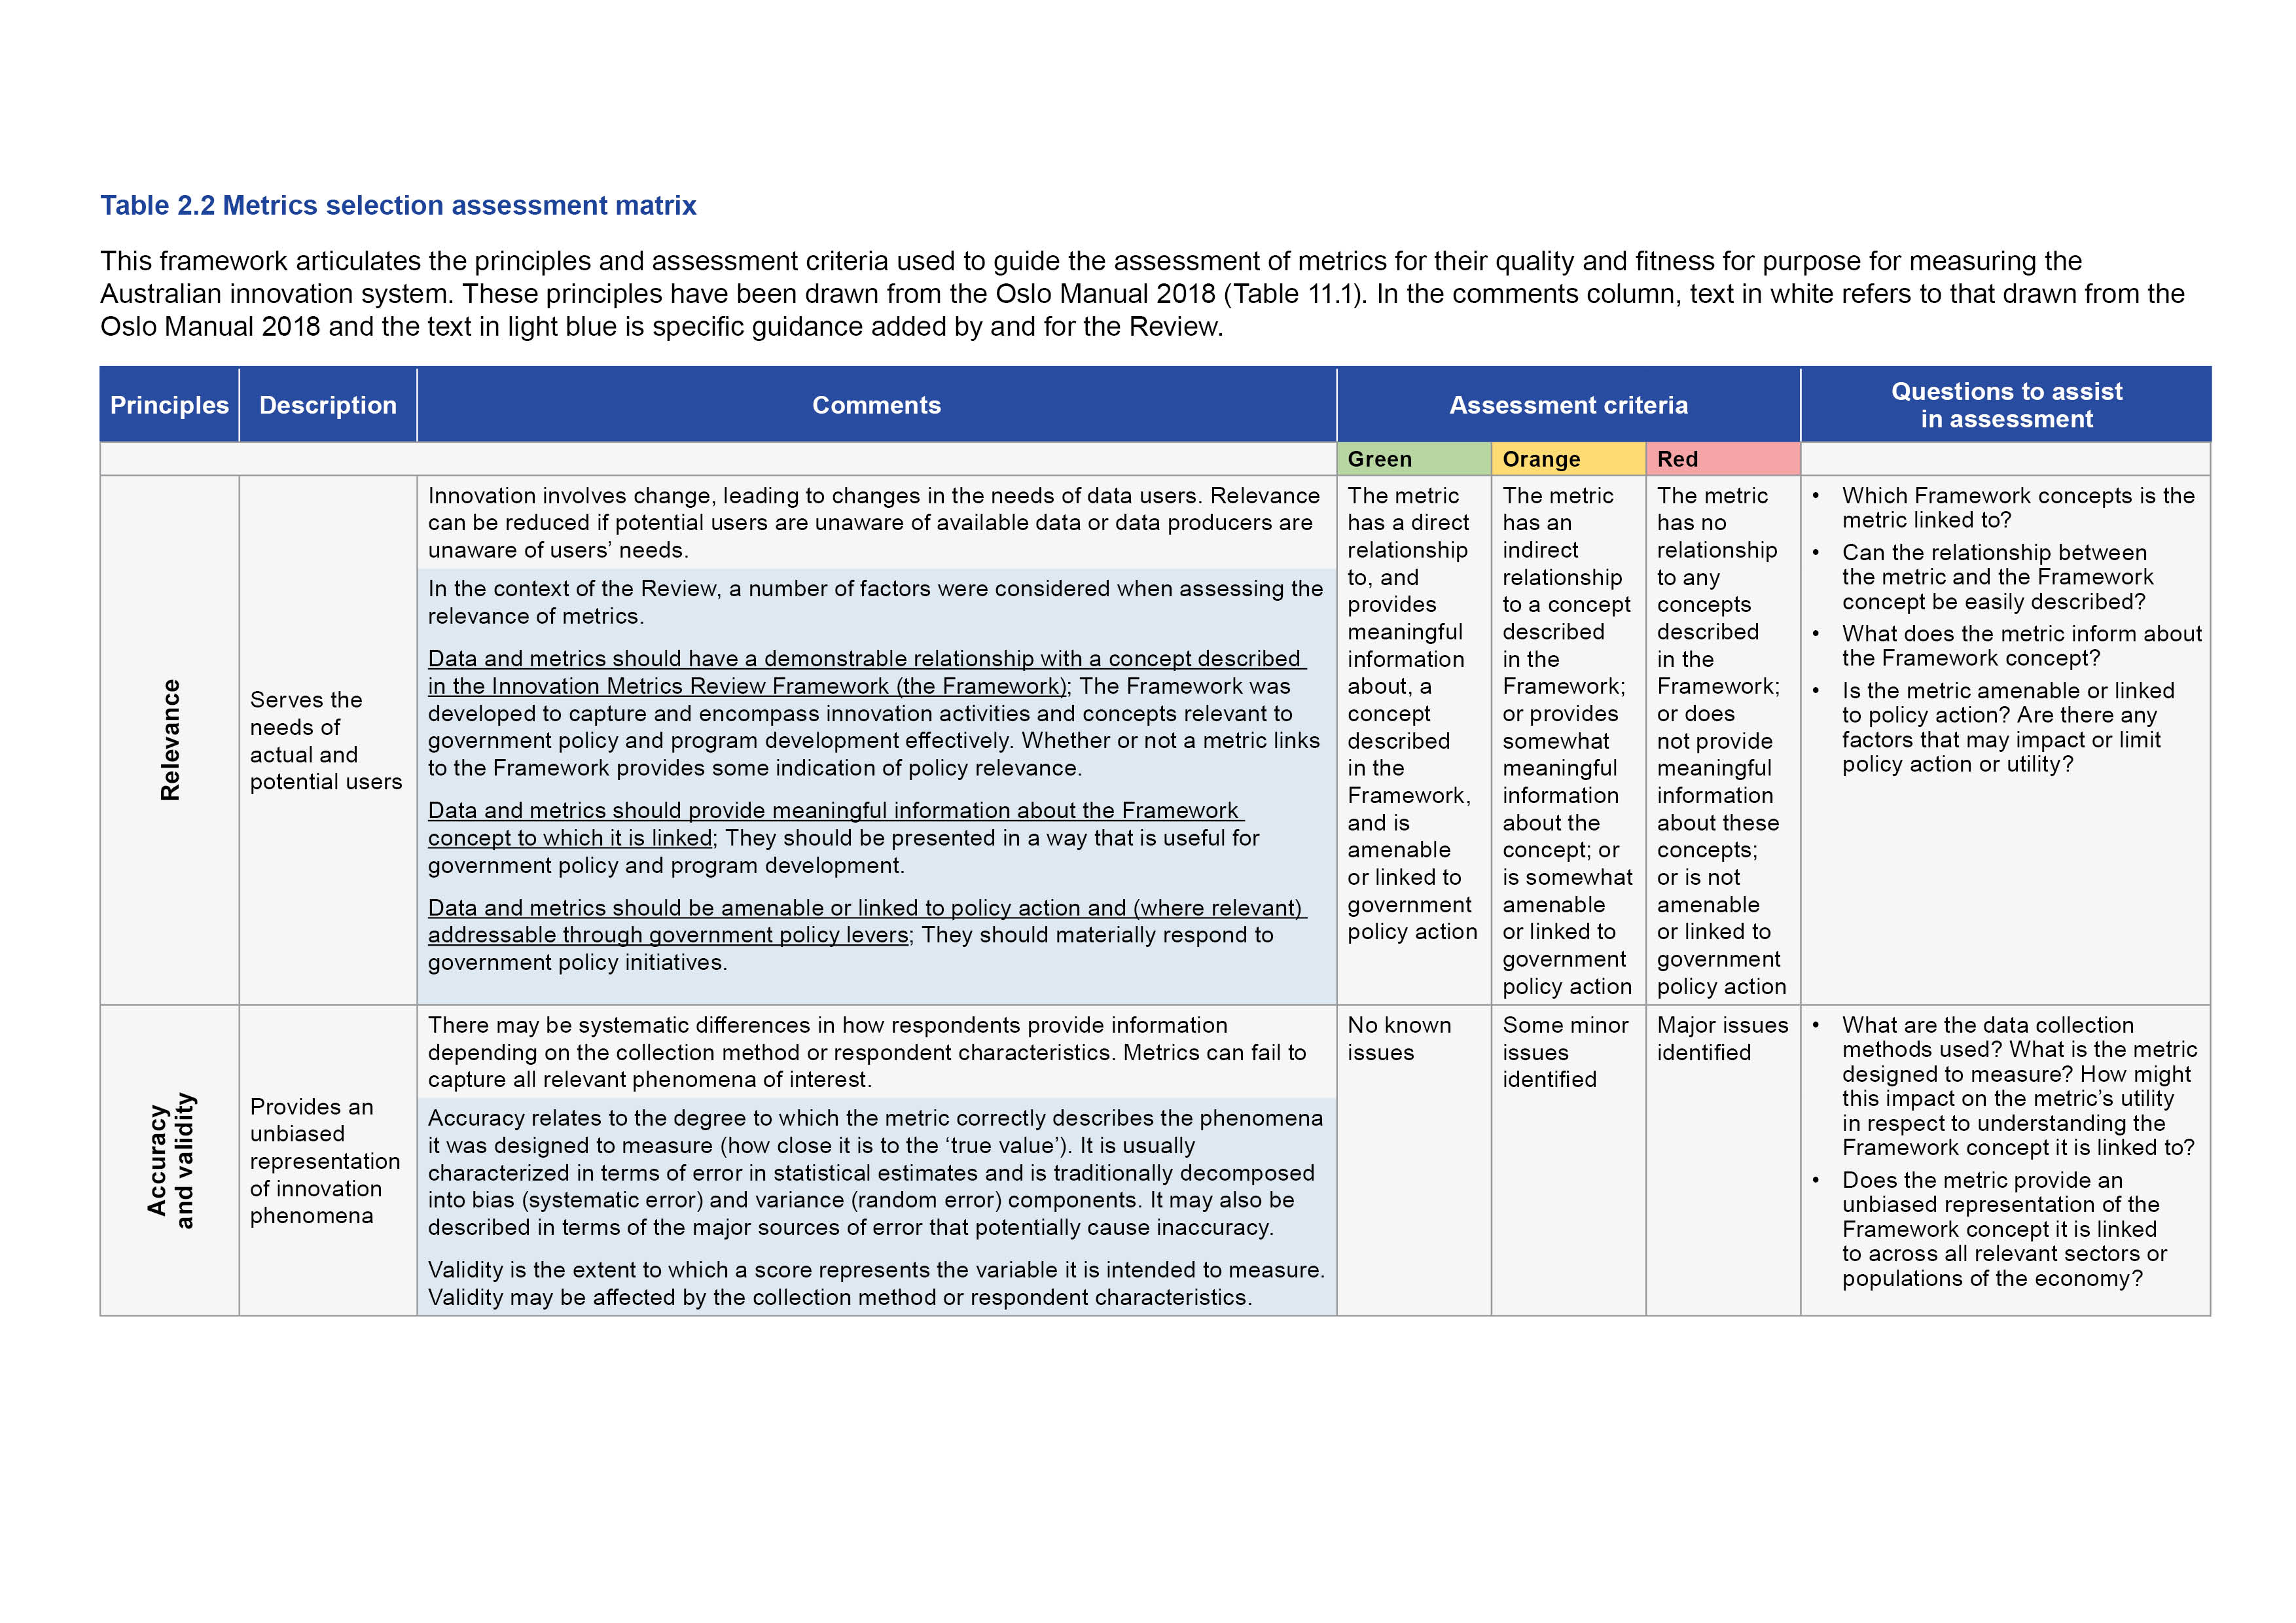 Table 2.2 Metrics selection assessment matrix
This framework articulates the principles and assessment criteria used to guide the assessment of metrics for their quality and fitness for purpose for measuring the
Australian innovation system. These principles have been drawn from the Oslo Manual 2018 (Table 11.1). In the comments column, text in white refers to that drawn from the
Oslo Manual 2018 and the text in light blue is specific guidance added by and for the Review.
Principles
Description
Comments
Assessment criteria
Questions to assist
in assessment
Green
Orange
Red
Relevance
Serves the
needs of
actual and
potential users
Innovation involves change, leading to changes in the needs of data users. Relevance
can be reduced if potential users are unaware of available data or data producers are
unaware of users’ needs.
In the context of the Review, a number of factors were considered when assessing the
relevance of metrics.
Data and metrics should have a demonstrable relationship with a concept described
in the Innovation Metrics Review Framework (the Framework); The Framework was
developed to capture and encompass innovation activities and concepts relevant to
government policy and program development effectively. Whether or not a metric links
to the Framework provides some indication of policy relevance.
Data and metrics should provide meaningful information about the Framework
concept to which it is linked; They should be presented in a way that is useful for
government policy and program development.
Data and metrics should be amenable or linked to policy action and (where relevant)
addressable through government policy levers; They should materially respond to
government policy initiatives.
The metric
has a direct
relationship
to, and
provides
meaningful
information
about, a
concept
described
in the
Framework,
and is
amenable
or linked to
government
policy action
The metric
has an
indirect
relationship
to a concept
described
in the
Framework;
or provides
somewhat
meaningful
information
about the
concept; or
is somewhat
amenable
or linked to
government
policy action
The metric
has no
relationship
to any
concepts
described
in the
Framework;
or does
not provide
meaningful
information
about these
concepts;
or is not
amenable
or linked to
government
policy action
• Which Framework concepts is the
metric linked to?
• Can the relationship between
the metric and the Framework
concept be easily described?
• What does the metric inform about
the Framework concept?
• Is the metric amenable or linked
to policy action? Are there any
factors that may impact or limit
policy action or utility?
Accuracy
and validity
Provides an
unbiased
representation
of innovation
phenomena
There may be systematic differences in how respondents provide information
depending on the collection method or respondent characteristics. Metrics can fail to
capture all relevant phenomena of interest.
Accuracy relates to the degree to which the metric correctly describes the phenomena
it was designed to measure (how close it is to the ‘true value’). It is usually
characterized in terms of error in statistical estimates and is traditionally decomposed
into bias (systematic error) and variance (random error) components. It may also be
described in terms of the major sources of error that potentially cause inaccuracy.
Validity is the extent to which a score represents the variable it is intended to measure.
Validity may be affected by the collection method or respondent characteristics.
No known
issues
Some minor
issues
identified
Major issues
identified
• What are the data collection
methods used? What is the metric
designed to measure? How might
this impact on the metric’s utility
in respect to understanding the
Framework concept it is linked to?
• Does the metric provide an
unbiased representation of the
Framework concept it is linked
to across all relevant sectors or
populations of the economy?